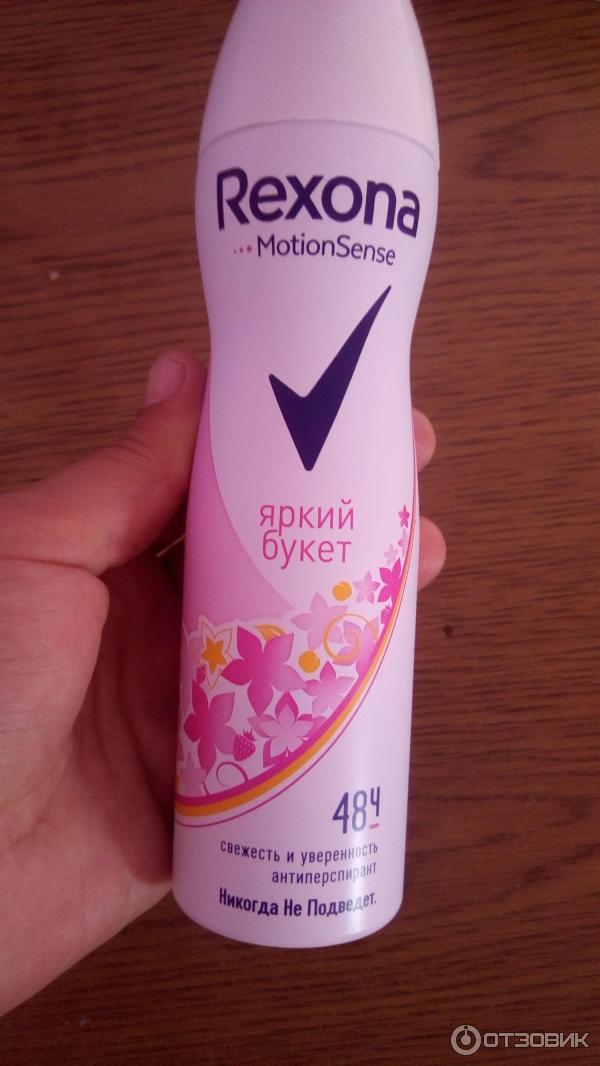 Rexona
MotionSense
яркий
букет
48ч
свежесть и уверенность
антиперспирант
Никогда Не Подведет.
ОТЗОВИК